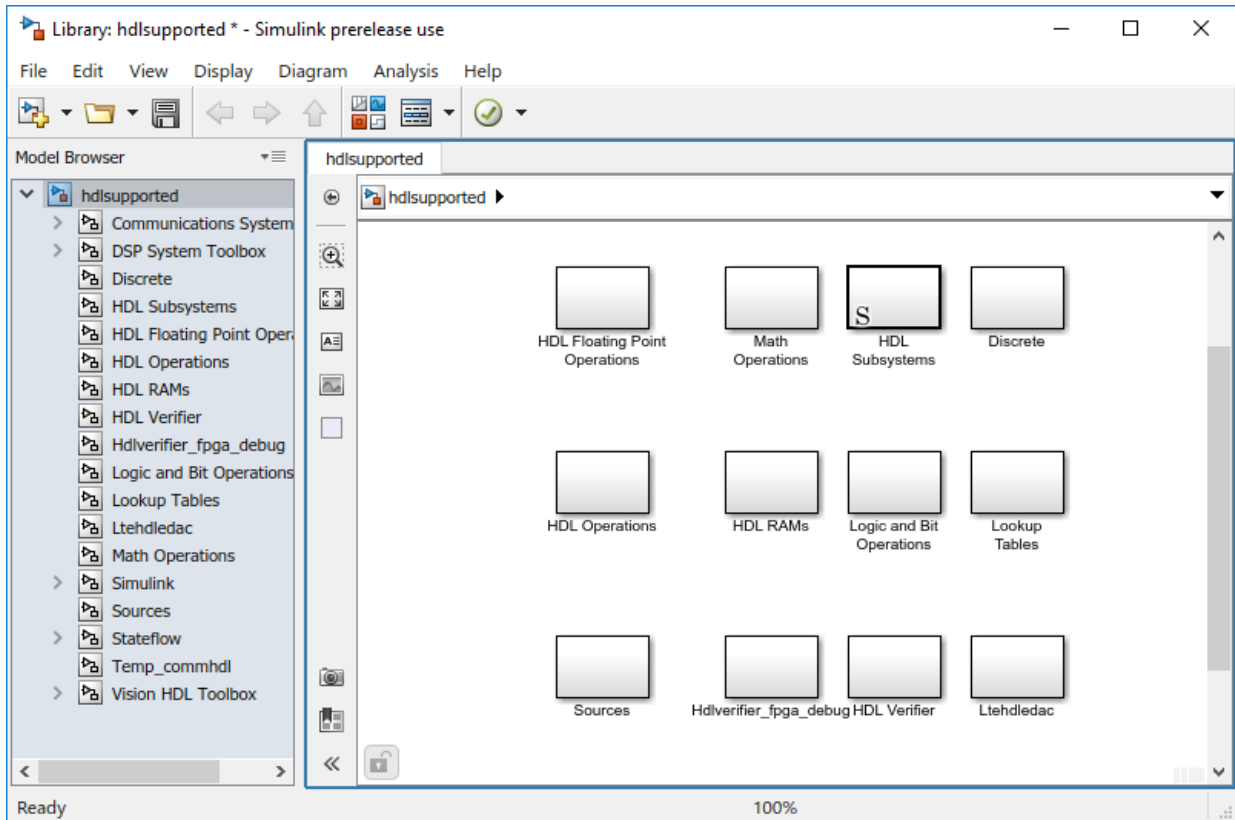 Library: hdlsupported * - Simulink prerelease use
File Edit View Display Diagram Analysis Help
Model Browser
hdlsupported
Communications System
DSP System Toolbox
Discrete
HDL Subsystems
HDL Floating Point Oper
HDL Operations
HDL RAMs
HDL Verifier
Hdlverifier_fpga_debug
Logic and Bit Operations
Lookup Tables
Ltehdledac
Math Operations
Simulink
Sources
Stateflow
Temp_commhdl
Vision HDL Toolbox
hdlsupported
hdlsupported
HDL Floating Point
Operations
Math
Operations
S
HDL
Subsystems
Discrete
HDL Operations
HDL RAMs
Logic and Bit
Operations
Lookup
Tables
Sources
Hdlverifier_fpga_debug
HDL Verifier
Ltehdledac
Ready
100%